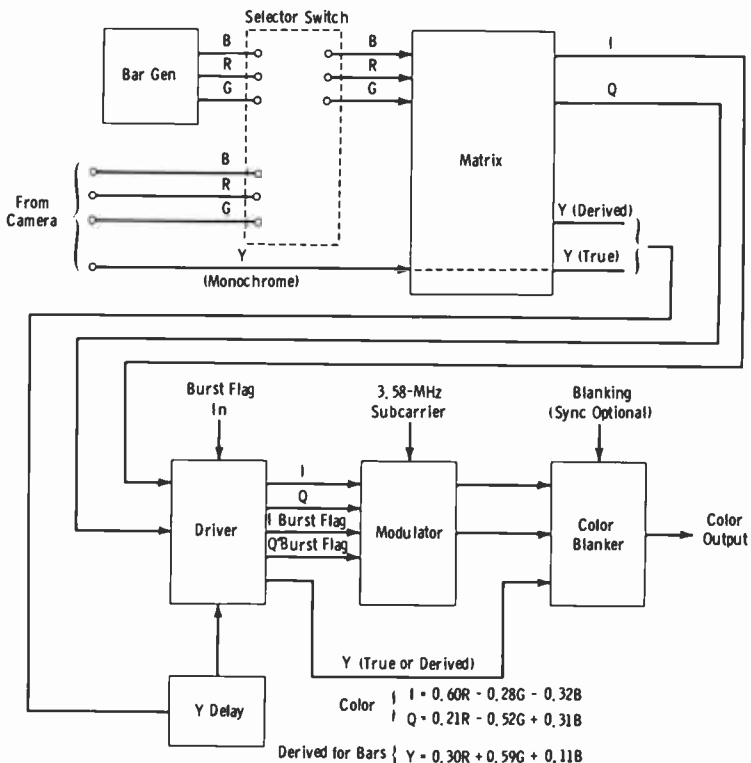 Selector Switch
Bar Gen
B
R
G
B
R
G
Matrix
I
Q
From
Camera
B
R
G
Y
(Monochrome)
Y (Derived)
Y (True)
Burst Flag
In
3.58-MHz
Subcarrier
Blanking
(Sync Optional)
Driver
I
Q
I Burst Flag
Q Burst Flag
Modulator
Color
Blanker
Color
Output
Y Delay
Y (True or Derived)
Color { I = 0.60R - 0.28G - 0.32B
Q = 0.21R - 0.52G + 0.31B
Derived for Bars { Y = 0.30R + 0.59G + 0.11B